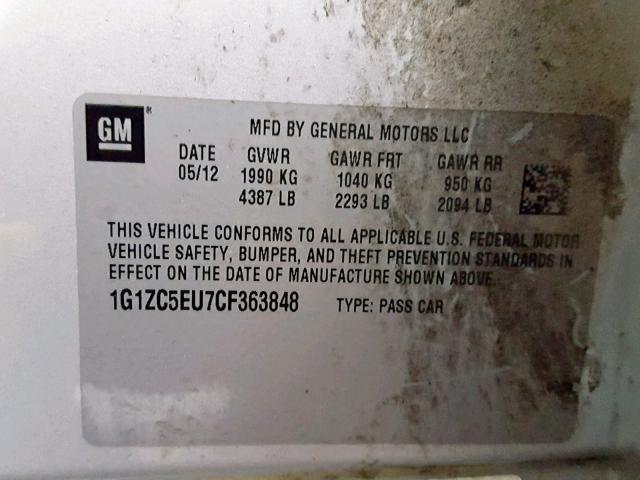 GM ®
MFD BY GENERAL MOTORS LLC
DATE GVWR GAWR FRT GAWR RR
05/12 1990 KG 1040 KG 950 KG
4387 LB 2293 LB 2094 LB
THIS VEHICLE CONFORMS TO ALL APPLICABLE U.S. FEDERAL MOTOR
VEHICLE SAFETY, BUMPER, AND THEFT PREVENTION STANDARDS IN
EFFECT ON THE DATE OF MANUFACTURE SHOWN ABOVE.
1G1ZC5EU7CF363848 TYPE: PASS CAR